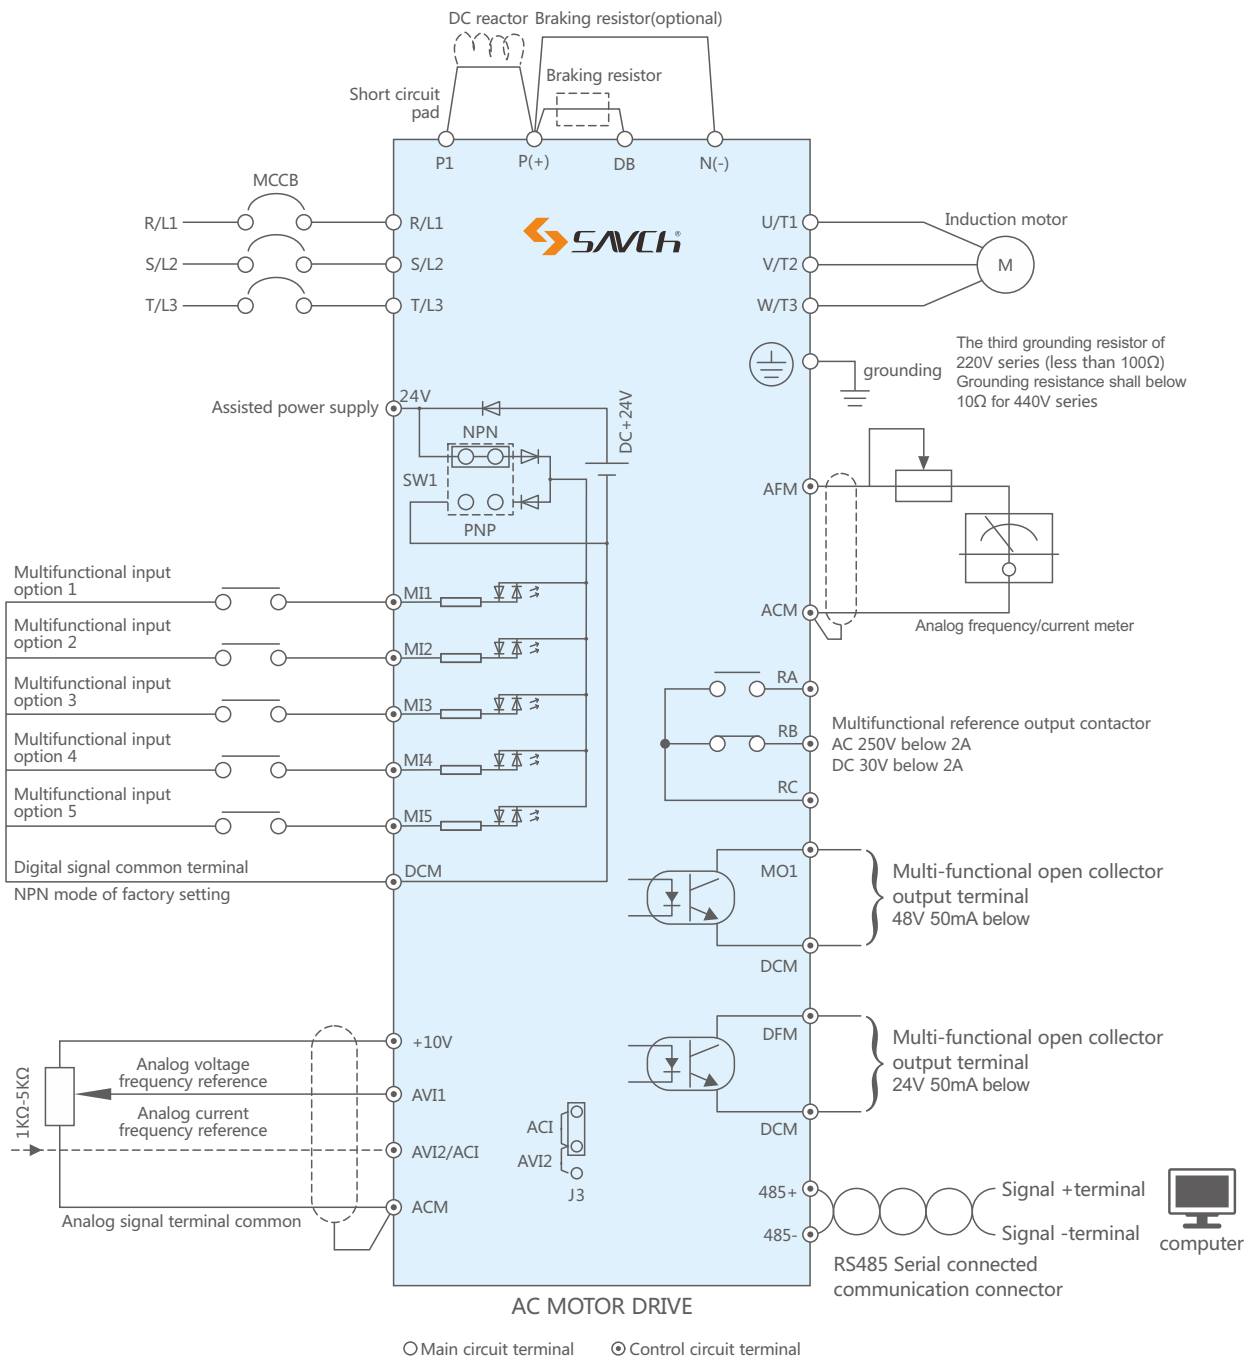 DC reactor Braking resistor(optional)
Braking resistor
Short circuit
pad
P1
P(+)
DB
N(-)
MCCB
R/L1
R/L1
S/L2
S/L2
T/L3
T/L3
SAVCH®
U/T1
V/T2
W/T3
Induction motor
M
grounding
The third grounding resistor of
220V series (less than 100Ω)
Grounding resistance shall below
10Ω for 440V series
Assisted power supply
24V
NPN
SW1
PNP
DC+24V
AFM
ACM
Analog frequency/current meter
Multifunctional input
option 1
MI1
Multifunctional input
option 2
MI2
Multifunctional input
option 3
MI3
Multifunctional input
option 4
MI4
Multifunctional input
option 5
MI5
Digital signal common terminal
DCM
NPN mode of factory setting
RA
RB
RC
Multifunctional reference output contactor
AC 250V below 2A
DC 30V below 2A
MO1
DCM
Multi-functional open collector
output terminal
48V 50mA below
DFM
DCM
Multi-functional open collector
output terminal
24V 50mA below
+10V
Analog voltage
frequency reference
AVI1
1KΩ-5KΩ
Analog current
frequency reference
AVI2/ACI
ACM
Analog signal terminal common
ACI
AVI2
J3
485+
485-
Signal +terminal
Signal -terminal
computer
RS485 Serial connected
communication connector
AC MOTOR DRIVE
Main circuit terminal
Control circuit terminal